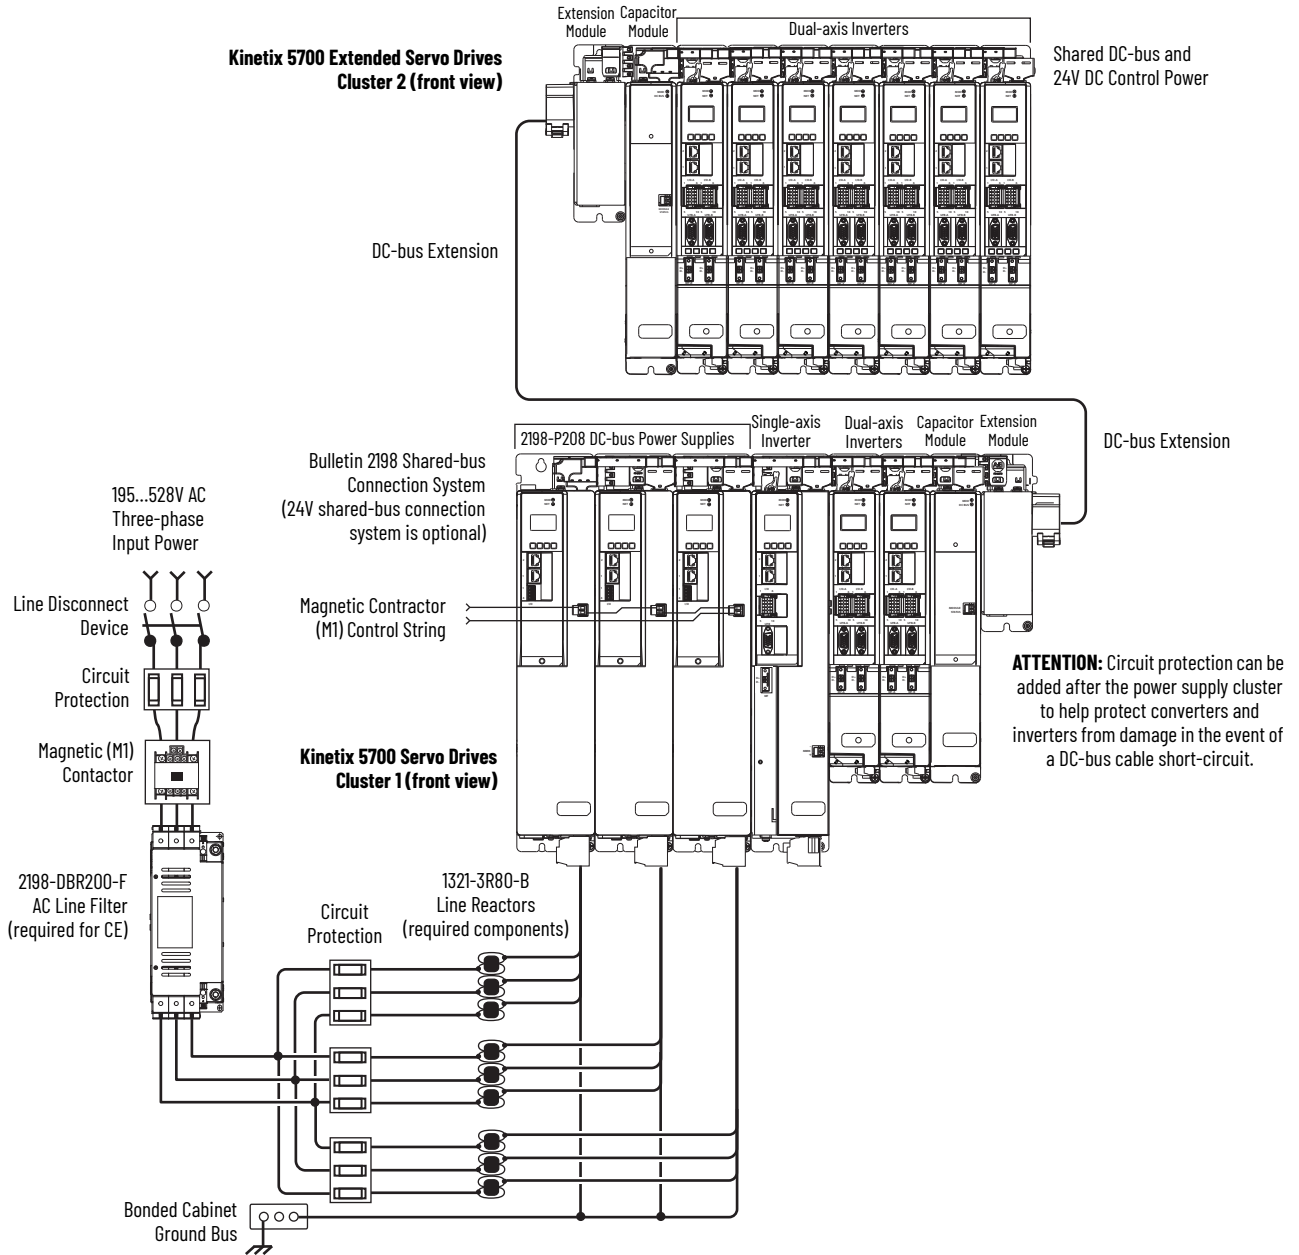 Extension
Module
Capacitor
Module
Dual-axis Inverters
Kinetix 5700 Extended Servo Drives
Cluster 2 (front view)
Shared DC-bus and
24V DC Control Power
DC-bus Extension
2198-P208 DC-bus Power Supplies
Single-axis
Inverter
Dual-axis
Inverters
Capacitor
Module
Extension
Module
DC-bus Extension
Bulletin 2198 Shared-bus
Connection System
(24V shared-bus connection
system is optional)
195...528V AC
Three-phase
Input Power
Line Disconnect
Device
Magnetic Contractor
(M1) Control String
Circuit
Protection
ATTENTION: Circuit protection can be
added after the power supply cluster
to help protect converters and
inverters from damage in the event of
a DC-bus cable short-circuit.
Magnetic (M1)
Contactor
Kinetix 5700 Servo Drives
Cluster 1 (front view)
2198-DBR200-F
AC Line Filter
(required for CE)
Circuit
Protection
1321-3R80-B
Line Reactors
(required components)
Bonded Cabinet
Ground Bus